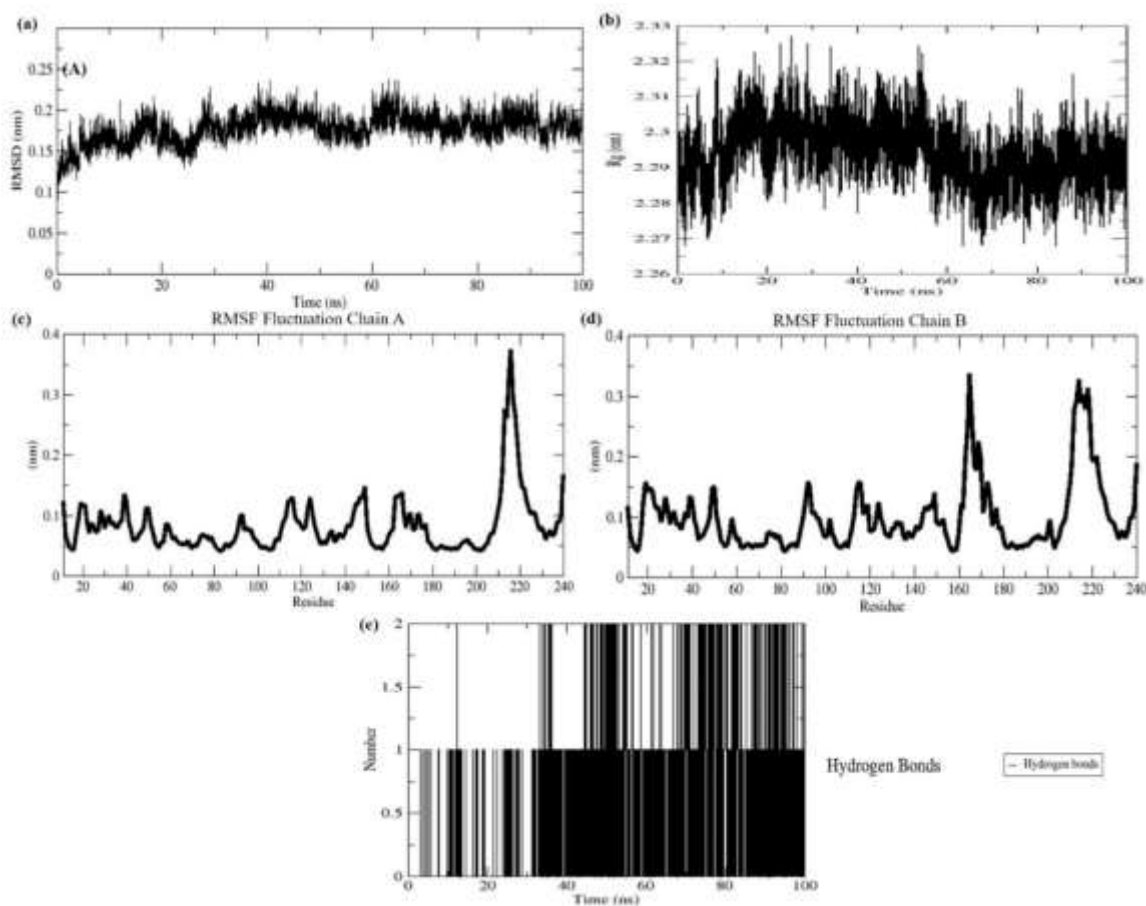 (a)
(A)
RMSD (nm)
0.25
0.2
0.15
0.1
0.05
0
0 20 40 60 80 100
Time (ns)
(b)
Rg (nm)
2.33
2.32
2.31
2.3
2.29
2.28
2.27
2.26
0 20 40 60 80 100
Time (ns)
(c)
RMSF Fluctuation Chain A
(nm)
0.4
0.3
0.2
0.1
0
20 40 60 80 100 120 140 160 180 200 220 240
Residue
(d)
RMSF Fluctuation Chain B
(nm)
0.4
0.3
0.2
0.1
0
20 40 60 80 100 120 140 160 180 200 220 240
Residue
(e)
Number
2
1.5
1
0.5
0
0 20 40 60 80 100
Time (ns)
Hydrogen Bonds
Hydrogen bonds